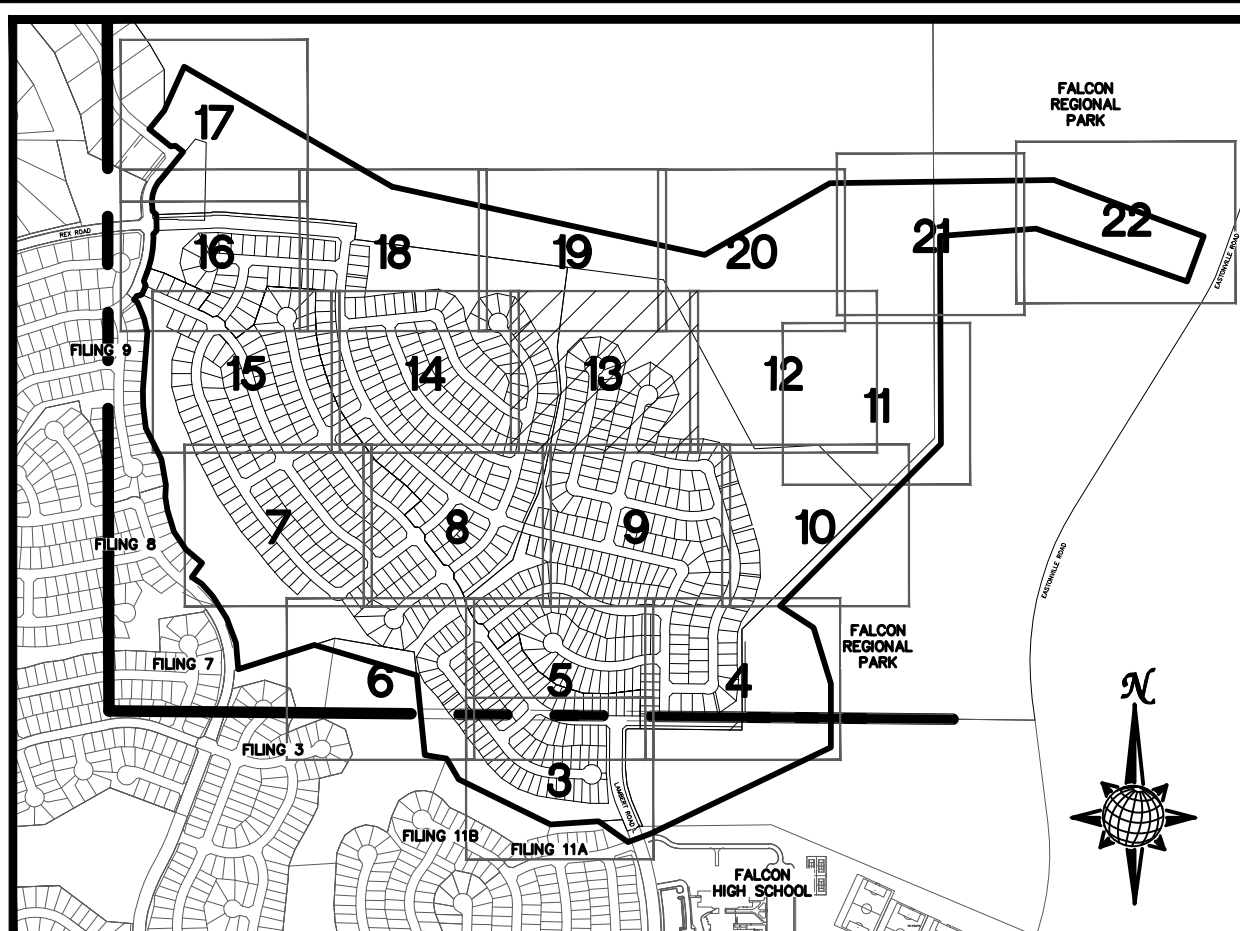 FALCON
REGIONAL
PARK
17
22
REX ROAD
21
16
18
19
20
EASTONVILLE ROAD
FILING 9
15
14
13
12
11
7
8
9
10
FILING 8
EASTONVILLE ROAD
FALCON
REGIONAL
PARK
FILING 7
6
5
4
N
FILING 3
3
LAMBERT ROAD
FILING 11B
FILING 11A
FALCON
HIGH SCHOOL